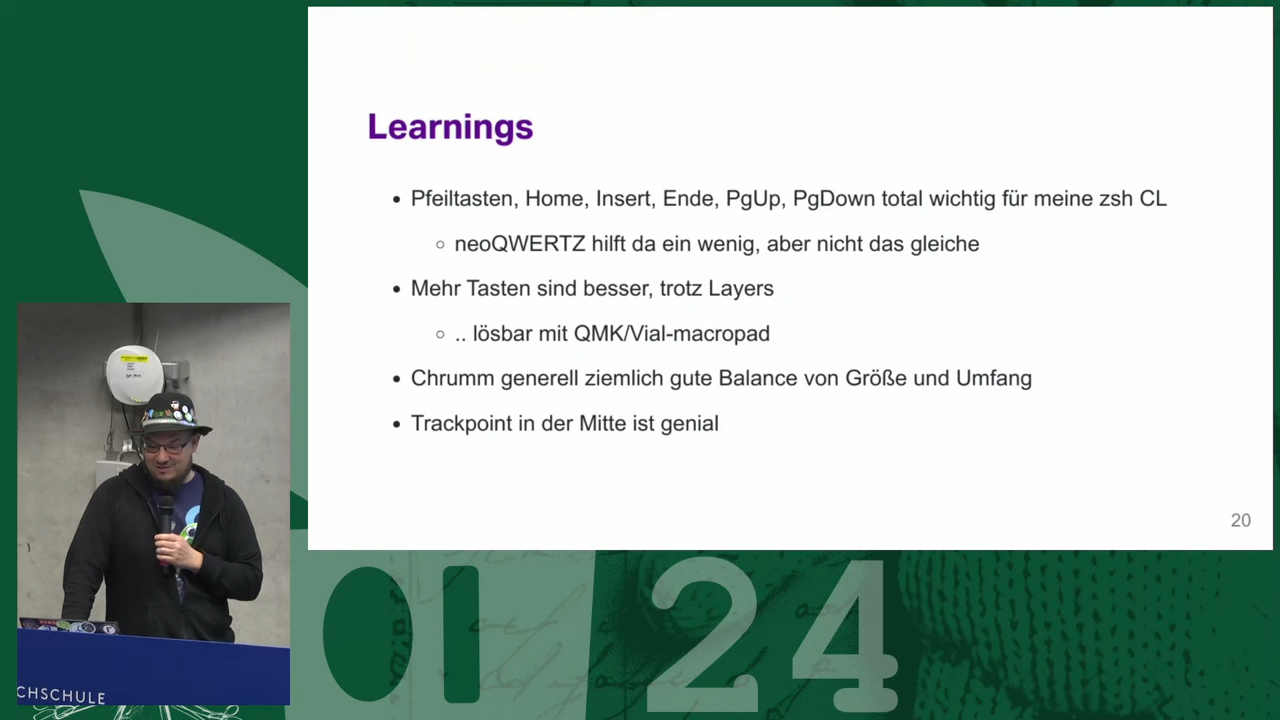 Learnings
Pfeiltasten, Home, Insert, Ende, PgUp, PgDown total wichtig für meine zsh CL
neoQWERTZ hilft da ein wenig, aber nicht das gleiche
Mehr Tasten sind besser, trotz Layers
.. lösbar mit QMK/Vial-macropad
Chrumm generell ziemlich gute Balance von Größe und Umfang
Trackpoint in der Mitte ist genial
20
CHSCHULE
24